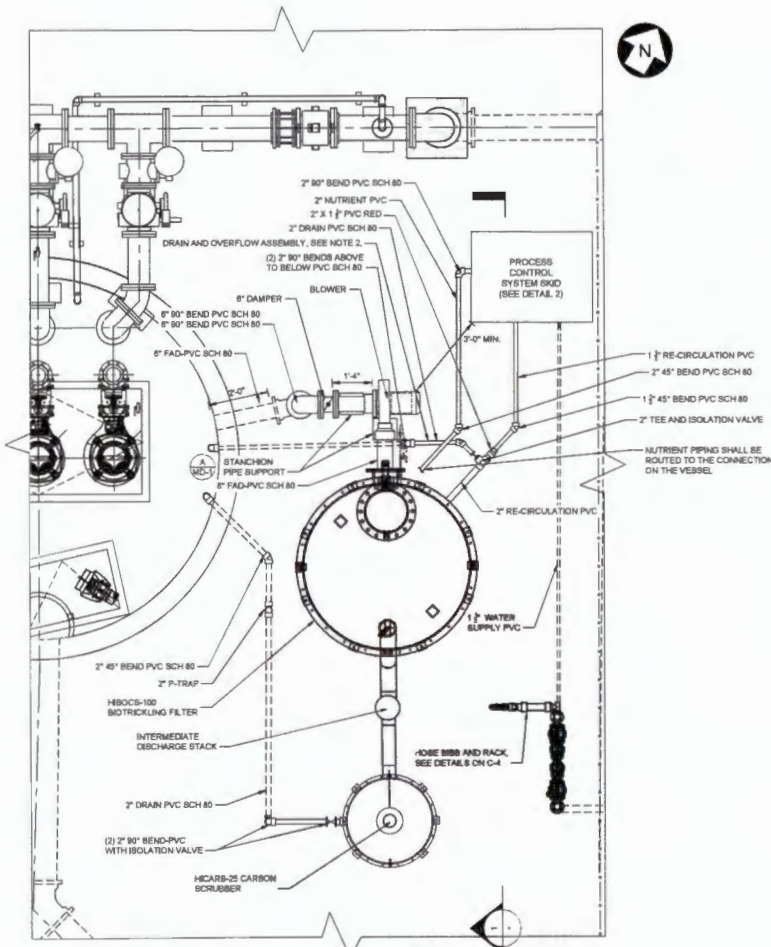 N
2" 90° BEND PVC SCH 80
2" NUTRIENT PVC
2" X 1 ½" PVC RED
2" DRAIN PVC SCH 80
DRAIN AND OVERFLOW ASSEMBLY, SEE NOTE 2,
(2) 2" 90° BENDS ABOVE
TO BELOW PVC SCH 80
BLOWER
6" DAMPER
6" 90° BEND PVC SCH 80
6" 90° BEND PVC SCH 80
6" FAD-PVC SCH 80
PROCESS
CONTROL
SYSTEM SKID
(SEE DETAIL 2)
3'-0" MIN.
1'-4"
2'-0"
1 ½" RE-CIRCULATION PVC
2" 45° BEND PVC SCH 80
1 ½" 45° BEND PVC SCH 80
2" TEE AND ISOLATION VALVE
NUTRIENT PIPING SHALL BE
ROUTED TO THE CONNECTION
ON THE VESSEL
A
MD-1
STANCHION
PIPE SUPPORT
6" FAD-PVC SCH 80
2" RE-CIRCULATION PVC
1 ½" WATER
SUPPLY PVC
2" 45° BEND PVC SCH 80
2" P-TRAP
HIBOCS-100
BIOTRICKLING FILTER
INTERMEDIATE
DISCHARGE STACK
HOSE BIBB AND RACK,
SEE DETAILS ON C-4
2" DRAIN PVC SCH 80
(2) 2" 90° BEND-PVC
WITH ISOLATION VALVE
HICARB-25 CARBON
SCRUBBER